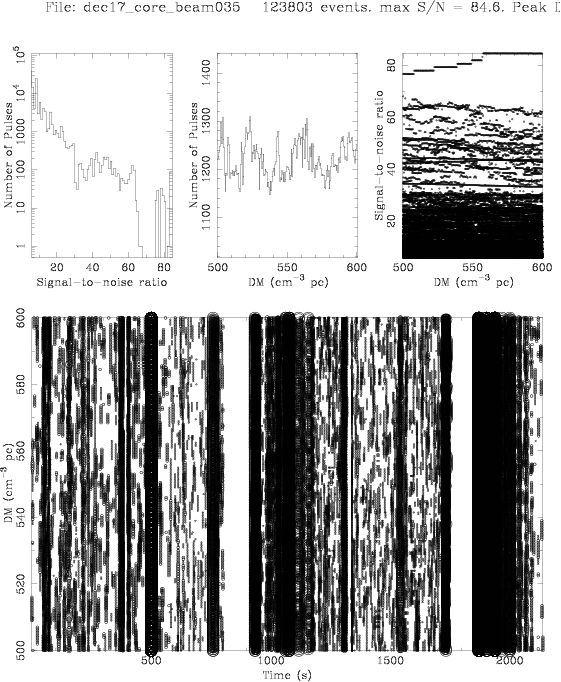 File: dec17_core_beam035 123803 events. max S/N = 84.6. Peak D
Number of Pulses
1 10 100 1000 10^4 10^5
20 40 60 80
Signal-to-noise ratio
Number of Pulses
1100 1200 1300 1400
500 550 600
DM (cm^-3 pc)
Signal-to-noise ratio
20 40 60 80
500 550 600
DM (cm^-3 pc)
DM (cm^-3 pc)
500 520 540 560 580 600
500 1000 1500 2000
Time (s)